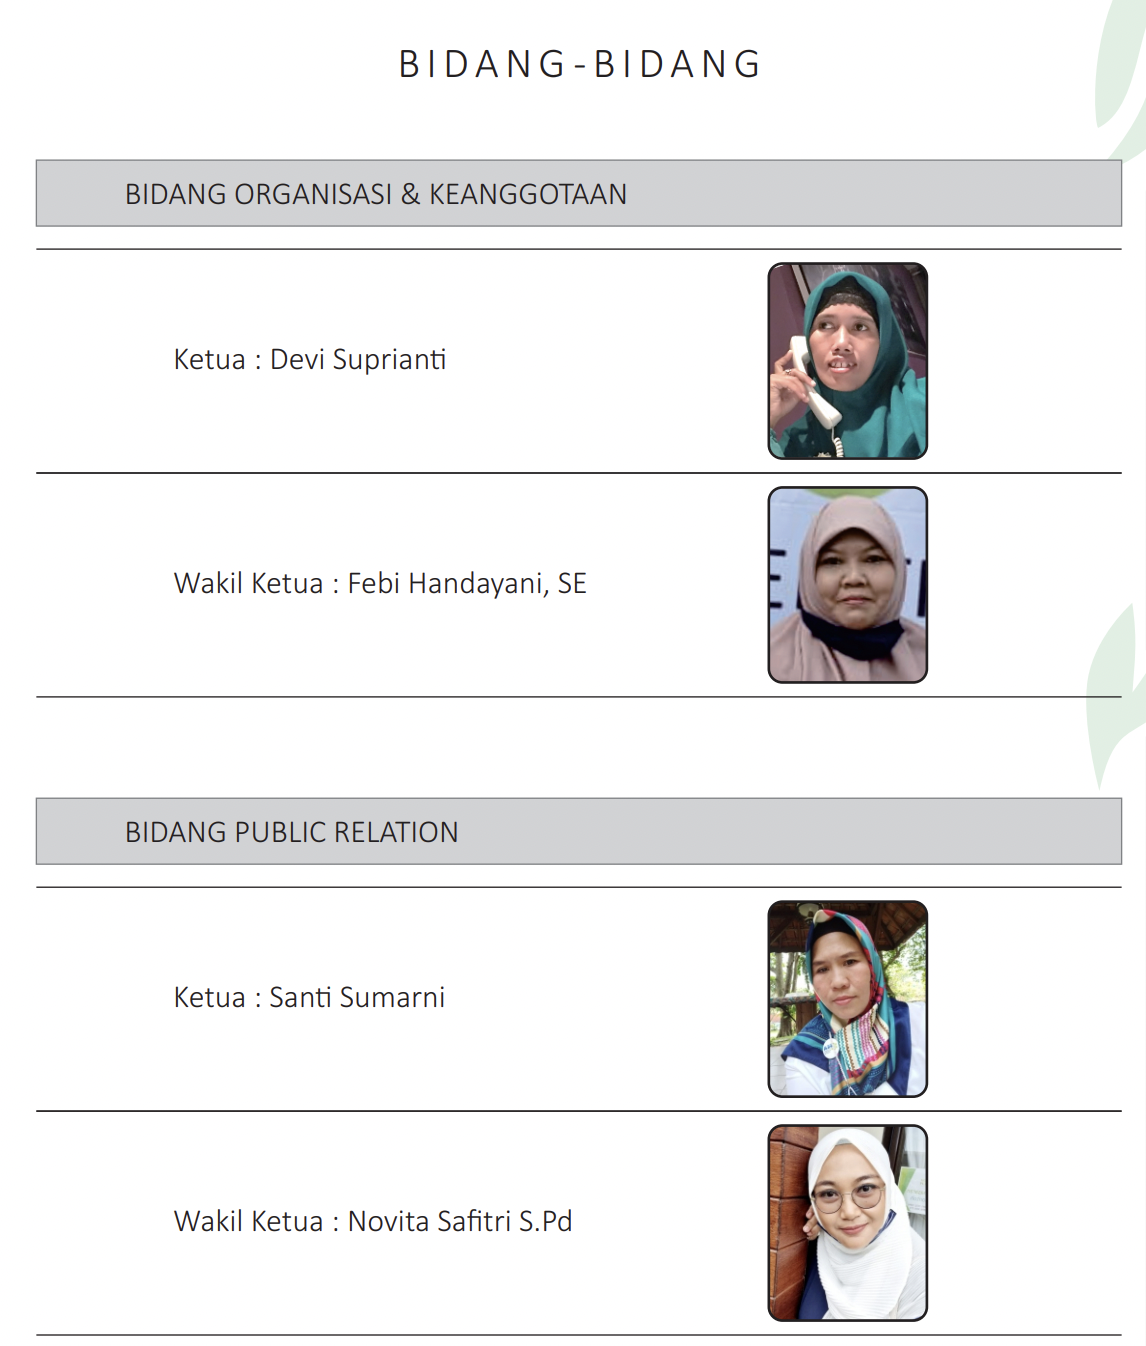 BIDANG-BIDANG
BIDANG ORGANISASI & KEANGGOTAAN
Ketua : Devi Suprianti
Wakil Ketua : Febi Handayani, SE
BIDANG PUBLIC RELATION
Ketua : Santi Sumarni
Wakil Ketua : Novita Safitri S.Pd